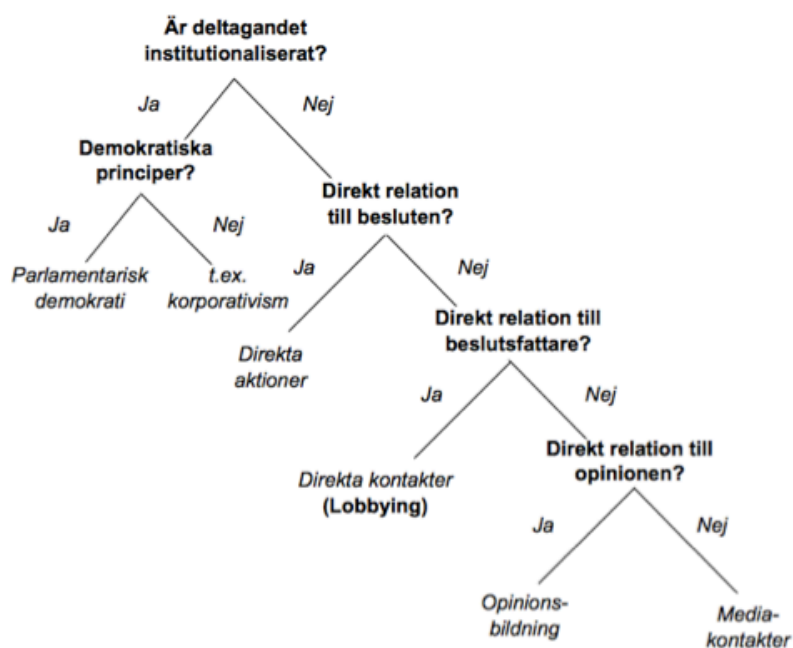 Är deltagandet
institutionaliserat?
Ja
Nej
Demokratiska
principer?
Direkt relation
till besluten?
Ja
Nej
Parlamentarisk
demokrati
t.ex.
korporativism
Ja
Nej
Direkta
aktioner
Direkt relation till
beslutsfattare?
Ja
Nej
Direkta kontakter
(Lobbying)
Direkt relation till
opinionen?
Ja
Nej
Opinions-
bildning
Media-
kontakter